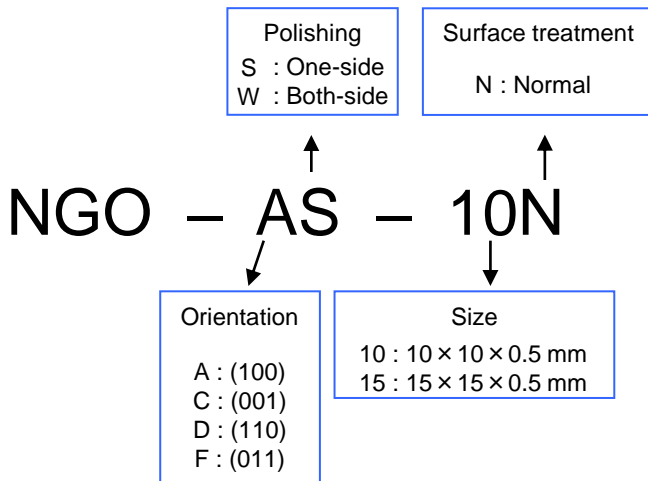 Polishing
S : One-side
W : Both-side
Surface treatment
N : Normal
NGO – AS – 10N
Orientation
A : (100)
C : (001)
D : (110)
F : (011)
Size
10 : 10×10×0.5 mm
15 : 15×15×0.5 mm